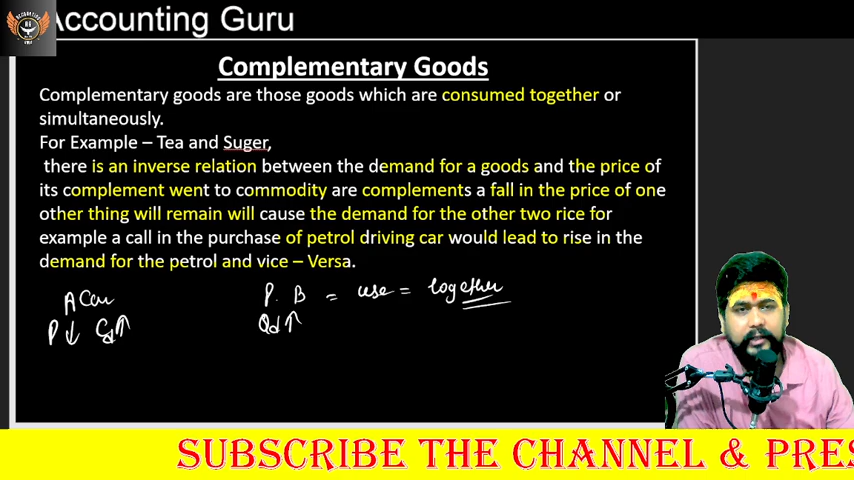 Accounting Guru
Complementary Goods
Complementary goods are those goods which are consumed together or
simultaneously.
For Example – Tea and Suger,
there is an inverse relation between the demand for a goods and the price of
its complement went to commodity are complements a fall in the price of one
other thing will remain will cause the demand for the other two rice for
example a call in the purchase of petrol driving car would lead to rise in the
demand for the petrol and vice – Versa.
A Car P. B = use = together
P↓ Qd↑ Qd↑
SUBSCRIBE THE CHANNEL & PRES